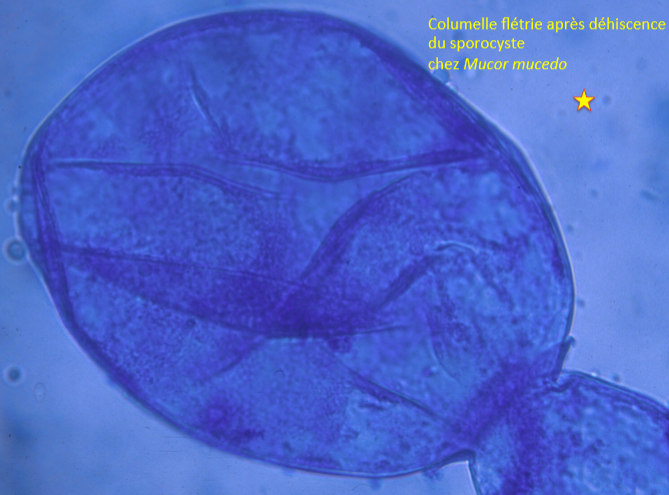 Columelle flétrie après déhiscence
du sporocyste
chez Mucor mucedo